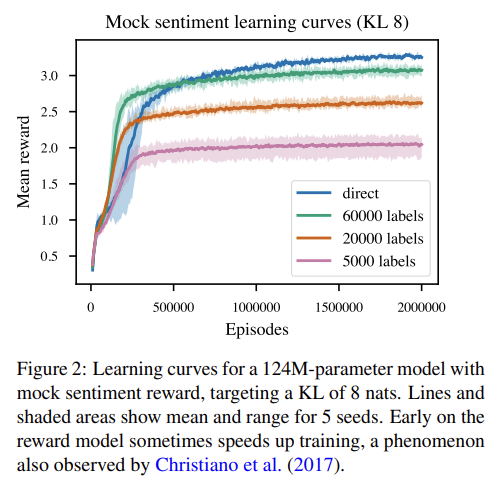 Mock sentiment learning curves (KL 8)
3.0
2.5
2.0
1.5
1.0
0.5
Mean reward
direct
60000 labels
20000 labels
5000 labels
0
500000
1000000
1500000
2000000
Episodes
Figure 2: Learning curves for a 124M-parameter model with
mock sentiment reward, targeting a KL of 8 nats. Lines and
shaded areas show mean and range for 5 seeds. Early on the
reward model sometimes speeds up training, a phenomenon
also observed by Christiano et al. (2017).